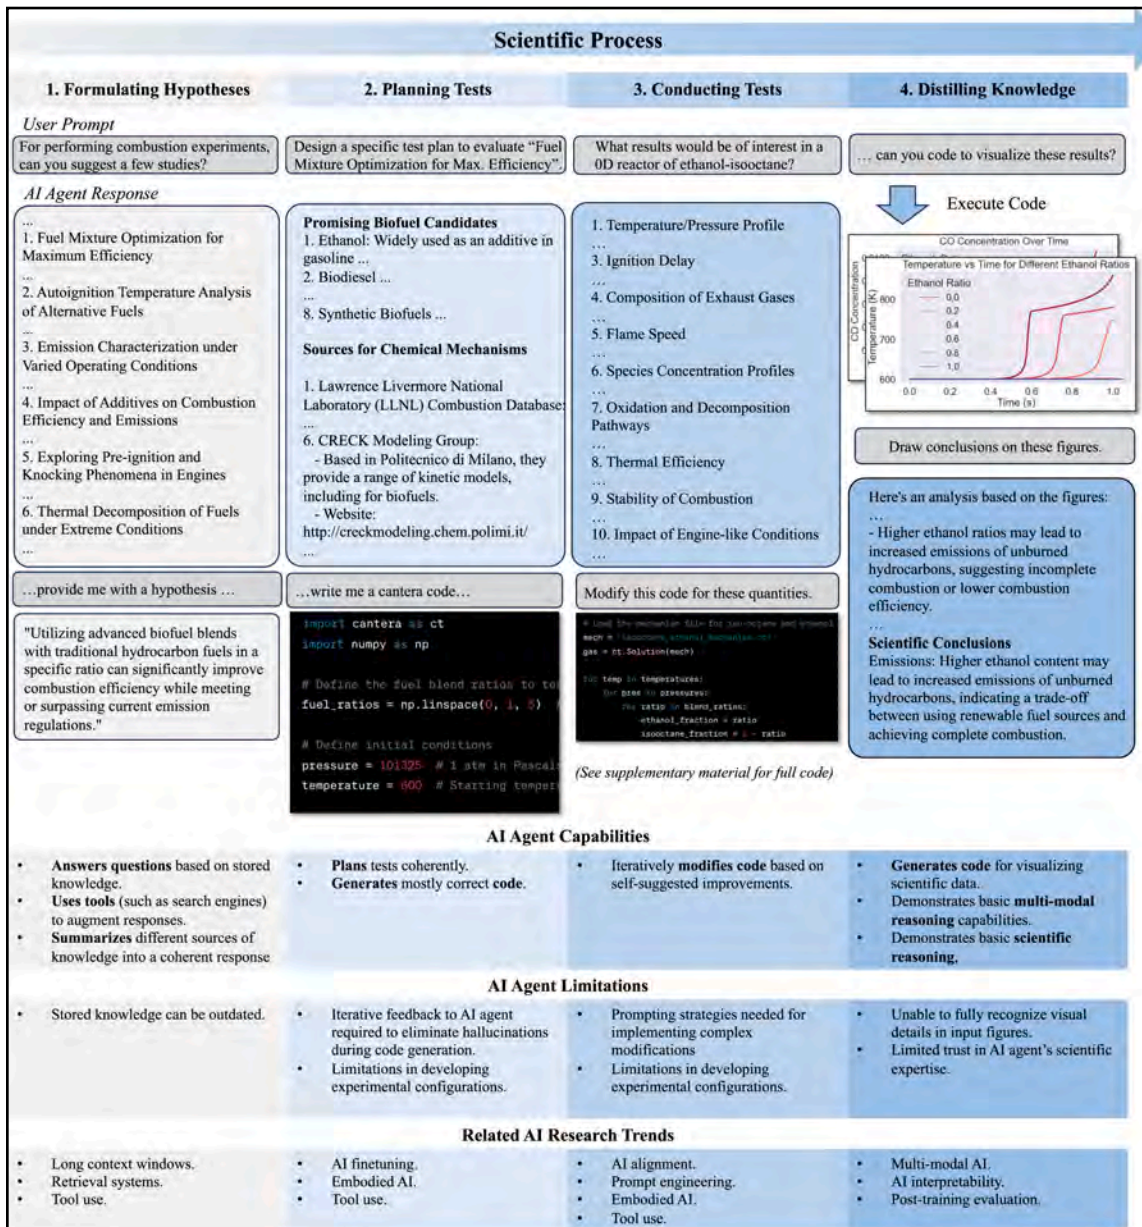 Scientific Process
1. Formulating Hypotheses
2. Planning Tests
3. Conducting Tests
4. Distilling Knowledge
User Prompt
For performing combustion experiments,
can you suggest a few studies?
Design a specific test plan to evaluate “Fuel
Mixture Optimization for Max. Efficiency”.
What results would be of interest in a
0D reactor of ethanol-isooctane?
… can you code to visualize these results?
AI Agent Response
...
1. Fuel Mixture Optimization for
Maximum Efficiency
...
2. Autoignition Temperature Analysis
of Alternative Fuels
...
3. Emission Characterization under
Varied Operating Conditions
...
4. Impact of Additives on Combustion
Efficiency and Emissions
...
5. Exploring Pre-ignition and
Knocking Phenomena in Engines
...
6. Thermal Decomposition of Fuels
under Extreme Conditions
...
Promising Biofuel Candidates
1. Ethanol: Widely used as an additive in
gasoline ...
2. Biodiesel ...
...
8. Synthetic Biofuels ...
Sources for Chemical Mechanisms
1. Lawrence Livermore National
Laboratory (LLNL) Combustion Database:
...
6. CRECK Modeling Group:
- Based in Politecnico di Milano, they
provide a range of kinetic models,
including for biofuels.
- Website:
http://creckmodeling.chem.polimi.it/
...
1. Temperature/Pressure Profile
…
3. Ignition Delay
…
4. Composition of Exhaust Gases
…
5. Flame Speed
…
6. Species Concentration Profiles
…
7. Oxidation and Decomposition
Pathways
…
8. Thermal Efficiency
…
9. Stability of Combustion
…
10. Impact of Engine-like Conditions
…
Execute Code
CO Concentration Over Time
CO Concentration
Temperature vs Time for Different Ethanol Ratios
Temperature (K)
Ethanol Ratio
0.0
0.2
0.4
0.6
0.8
1.0
800
700
600
0.0 0.2 0.4 0.6 0.8 1.0
Time (s)
Draw conclusions on these figures.
Here's an analysis based on the figures:
…
- Higher ethanol ratios may lead to
increased emissions of unburned
hydrocarbons, suggesting incomplete
combustion or lower combustion
efficiency.
…
Scientific Conclusions
Emissions: Higher ethanol content may
lead to increased emissions of unburned
hydrocarbons, indicating a trade-off
between using renewable fuel sources and
achieving complete combustion.
…provide me with a hypothesis …
"Utilizing advanced biofuel blends
with traditional hydrocarbon fuels in a
specific ratio can significantly improve
combustion efficiency while meeting
or surpassing current emission
regulations."
…write me a cantera code…
import cantera as ct
import numpy as np
# Define the fuel blend ratios to
fuel_ratios = np.linspace(0, 1, 5)
# Define initial conditions
pressure = 101325 # 1 atm in Pascals
temperature = 600 # Starting
Modify this code for these quantities.
# Load the mechanism file for iso-octane and ethanol
mech =
gas = ct.Solution(mech)
for temp in temperatures:
for pres in pressures:
for ratio in blend_ratios:
ethanol_fraction = ratio
isooctane_fraction = 1 - ratio
(See supplementary material for full code)
AI Agent Capabilities
• Answers questions based on stored
knowledge.
• Uses tools (such as search engines)
to augment responses.
• Summarizes different sources of
knowledge into a coherent response
• Plans tests coherently.
• Generates mostly correct code.
• Iteratively modifies code based on
self-suggested improvements.
• Generates code for visualizing
scientific data.
• Demonstrates basic multi-modal
reasoning capabilities.
• Demonstrates basic scientific
reasoning.
AI Agent Limitations
• Stored knowledge can be outdated.
• Iterative feedback to AI agent
required to eliminate hallucinations
during code generation.
• Limitations in developing
experimental configurations.
• Prompting strategies needed for
implementing complex
modifications
• Limitations in developing
experimental configurations.
• Unable to fully recognize visual
details in input figures.
• Limited trust in AI agent’s scientific
expertise.
Related AI Research Trends
• Long context windows.
• Retrieval systems.
• Tool use.
• AI finetuning.
• Embodied AI.
• Tool use.
• AI alignment.
• Prompt engineering.
• Embodied AI.
• Tool use.
• Multi-modal AI.
• AI interpretability.
• Post-training evaluation.